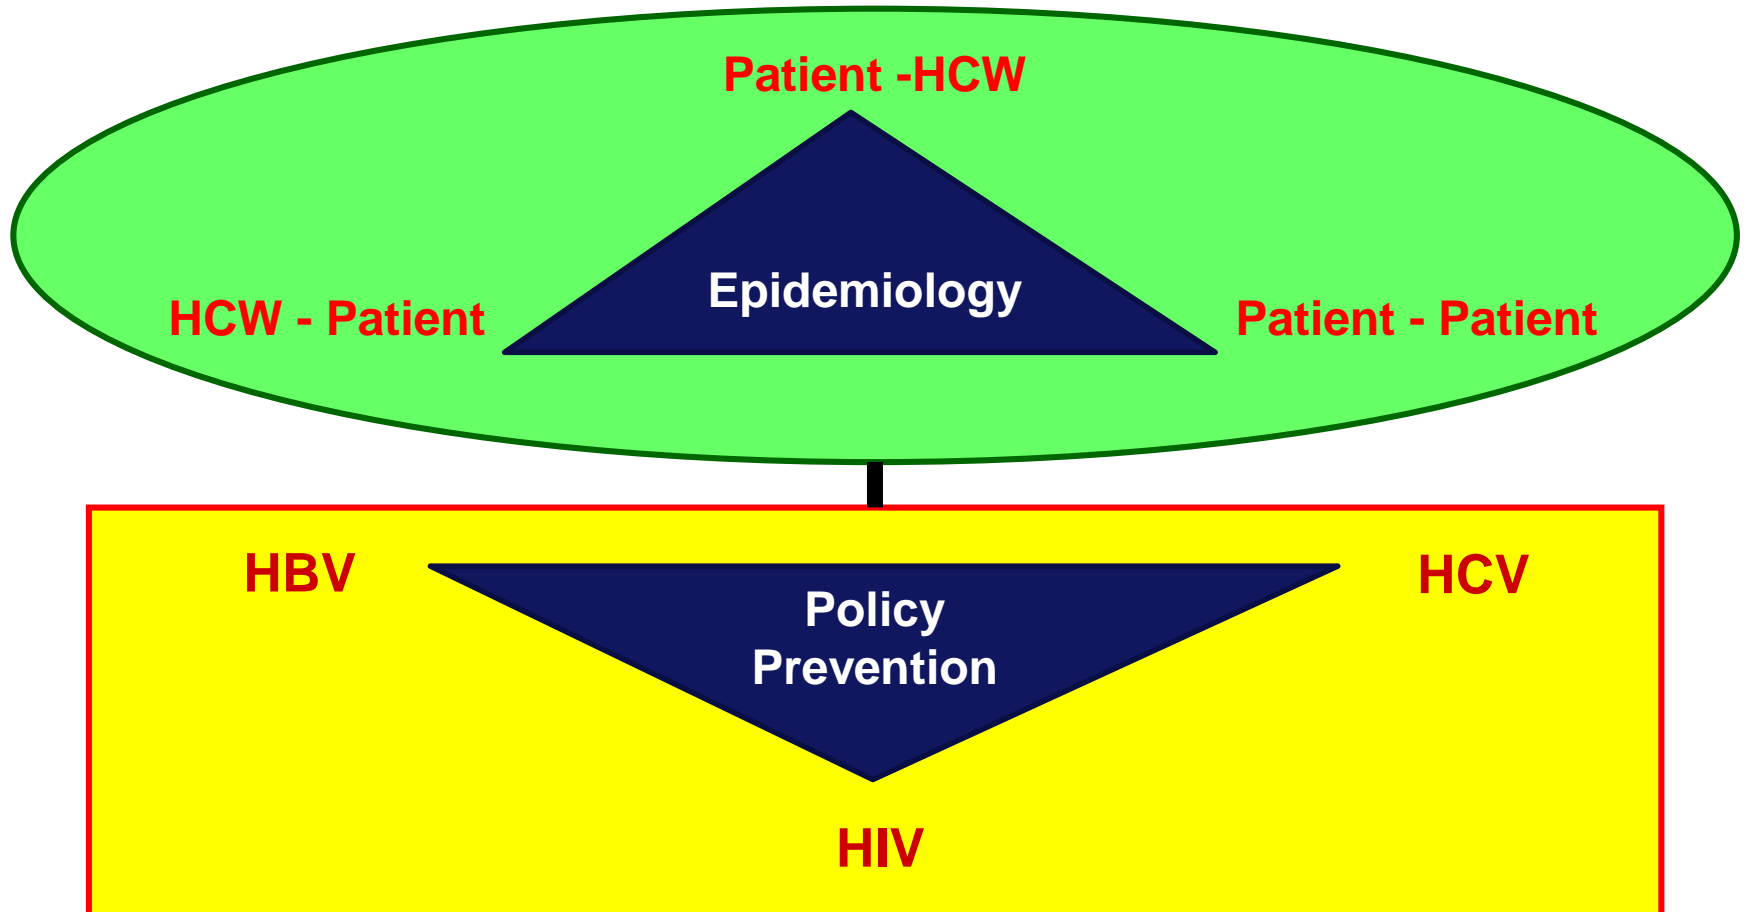 Patient -HCW
Epidemiology
HCW - Patient
Patient - Patient
HBV
HCV
Policy
Prevention
HIV